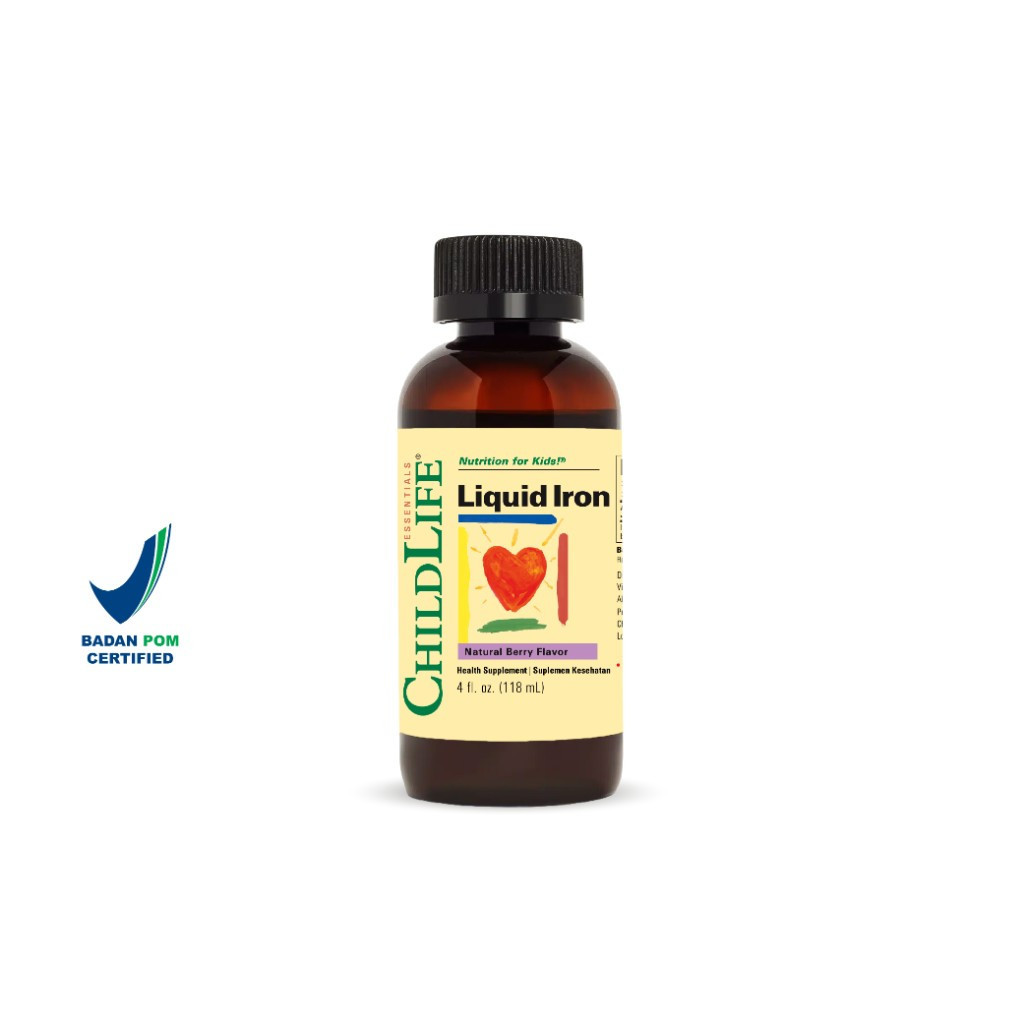 Nutrition for Kids!®
ESSENTIALS
CHILDLIFE®
Liquid Iron
Natural Berry Flavor
Health Supplement | Suplemen Kesehatan
4 fl. oz. (118 mL)
BADAN POM
CERTIFIED